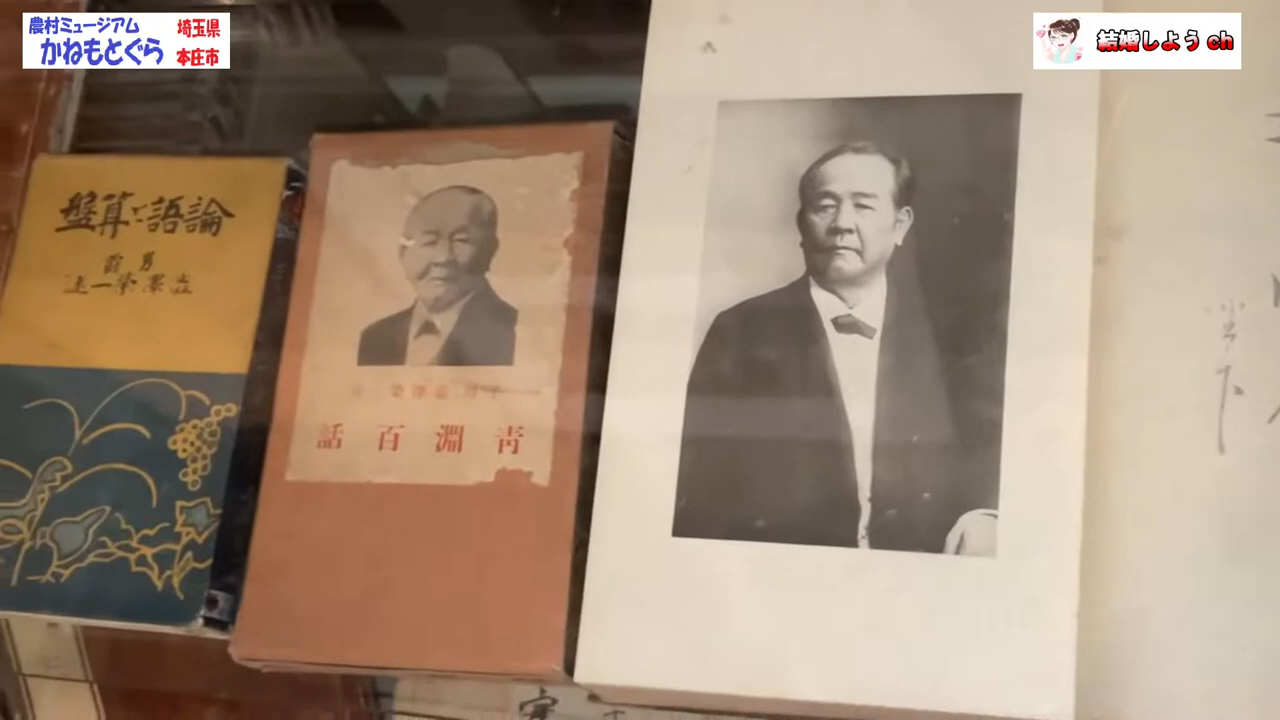 農村ミュージアム
かねもとぐら
埼玉県
本庄市
結婚しよう ch
論語と算盤
男爵
澁澤榮一述
青淵百話